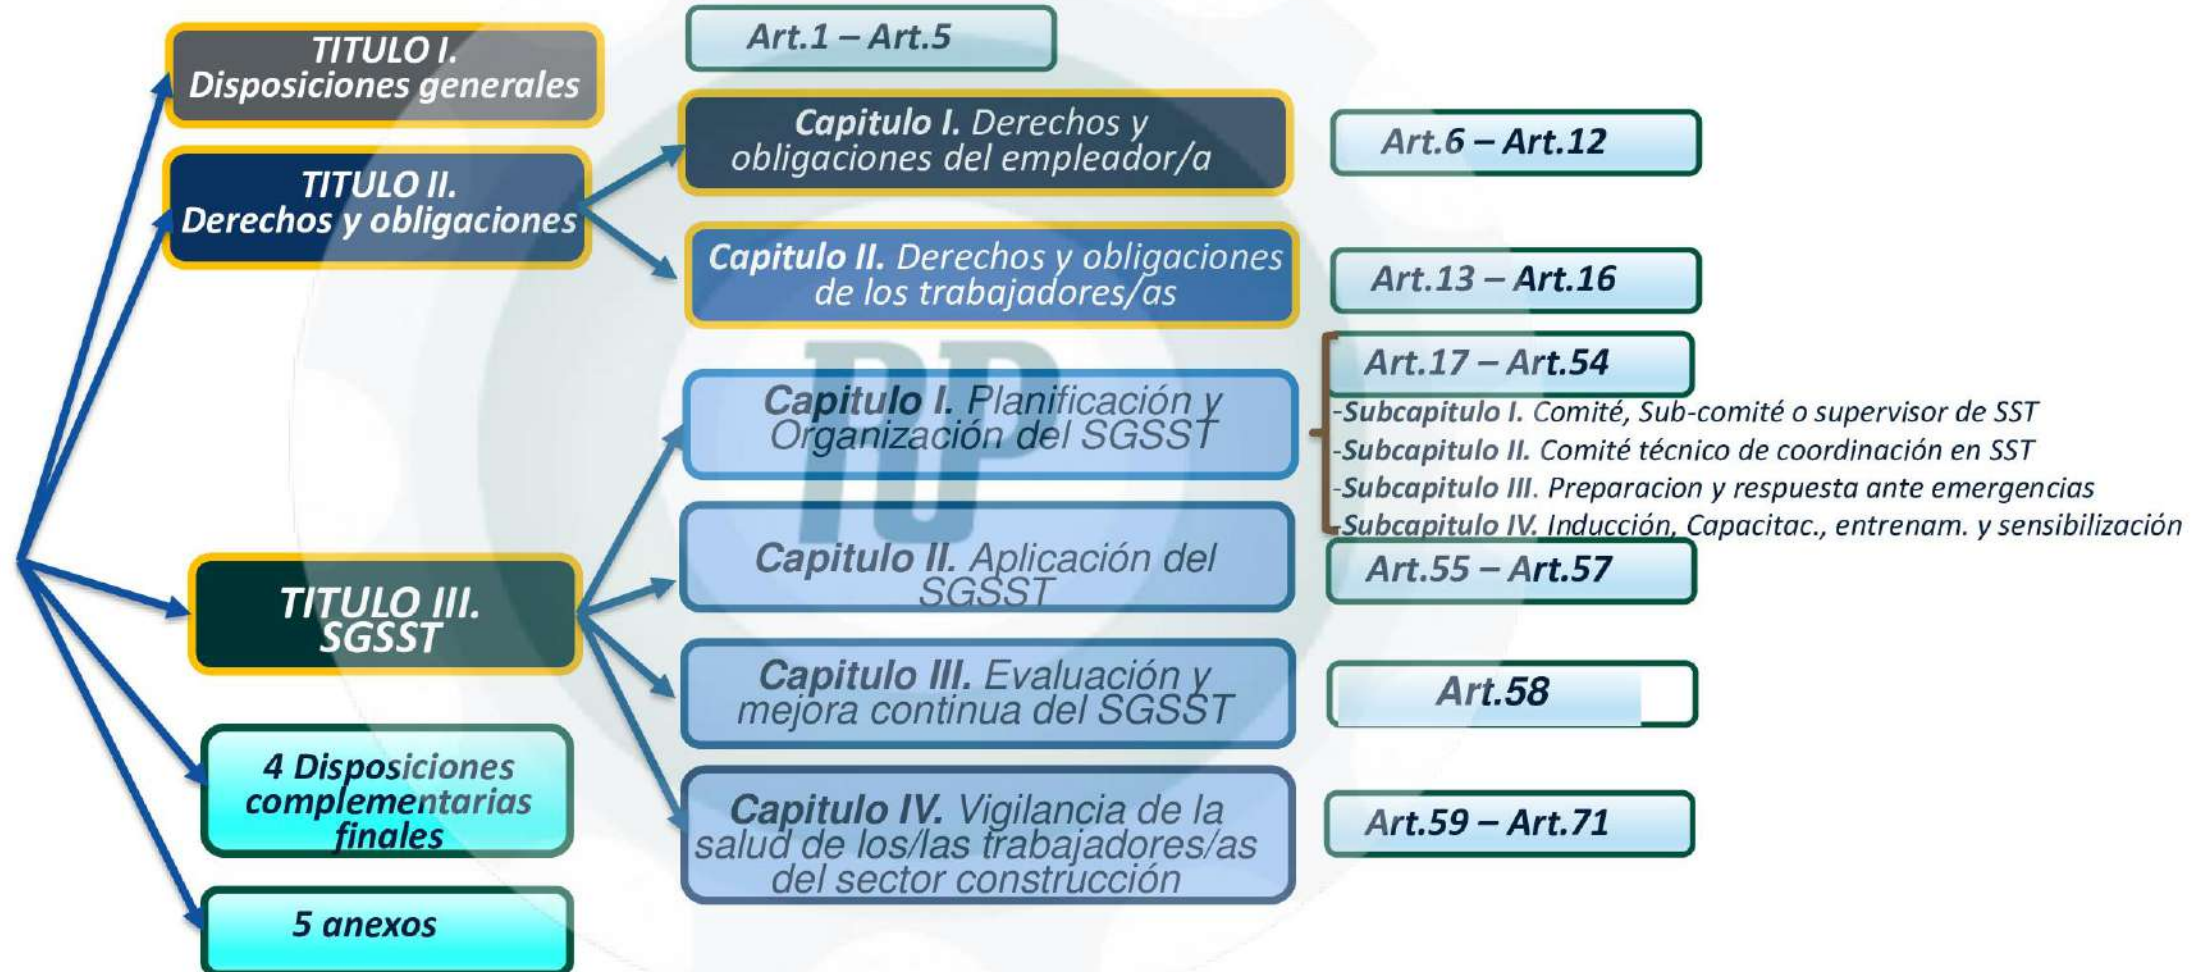 TITULO I.
Disposiciones generales
Art.1 – Art.5
TITULO II.
Derechos y obligaciones
Capitulo I. Derechos y
obligaciones del empleador/a
Art.6 – Art.12
Capitulo II. Derechos y obligaciones
de los trabajadores/as
Art.13 – Art.16
TITULO III.
SGSST
Capitulo I. Planificación y
Organización del SGSST
Art.17 – Art.54
-Subcapitulo I. Comité, Sub-comité o supervisor de SST
-Subcapitulo II. Comité técnico de coordinación en SST
-Subcapitulo III. Preparacion y respuesta ante emergencias
-Subcapitulo IV. Inducción, Capacitac., entrenam. y sensibilización
Capitulo II. Aplicación del
SGSST
Art.55 – Art.57
Capitulo III. Evaluación y
mejora continua del SGSST
Art.58
Capitulo IV. Vigilancia de la
salud de los/las trabajadores/as
del sector construcción
Art.59 – Art.71
4 Disposiciones
complementarias
finales
5 anexos